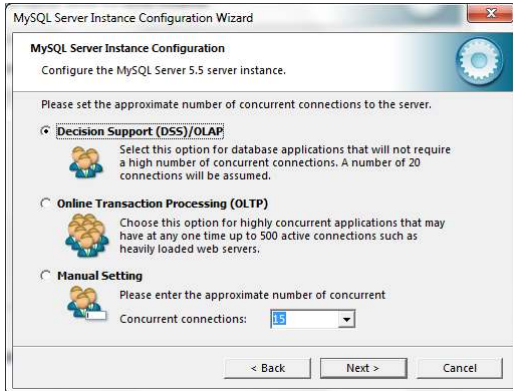 MySQL Server Instance Configuration Wizard
MySQL Server Instance Configuration
Configure the MySQL Server 5.5 server instance.
Please set the approximate number of concurrent connections to the server.
Decision Support (DSS)/OLAP
Select this option for database applications that will not require
a high number of concurrent connections. A number of 20
connections will be assumed.
Online Transaction Processing (OLTP)
Choose this option for highly concurrent applications that may
have at any one time up to 500 active connections such as
heavily loaded web servers.
Manual Setting
Please enter the approximate number of concurrent
Concurrent connections: 15
< Back Next > Cancel